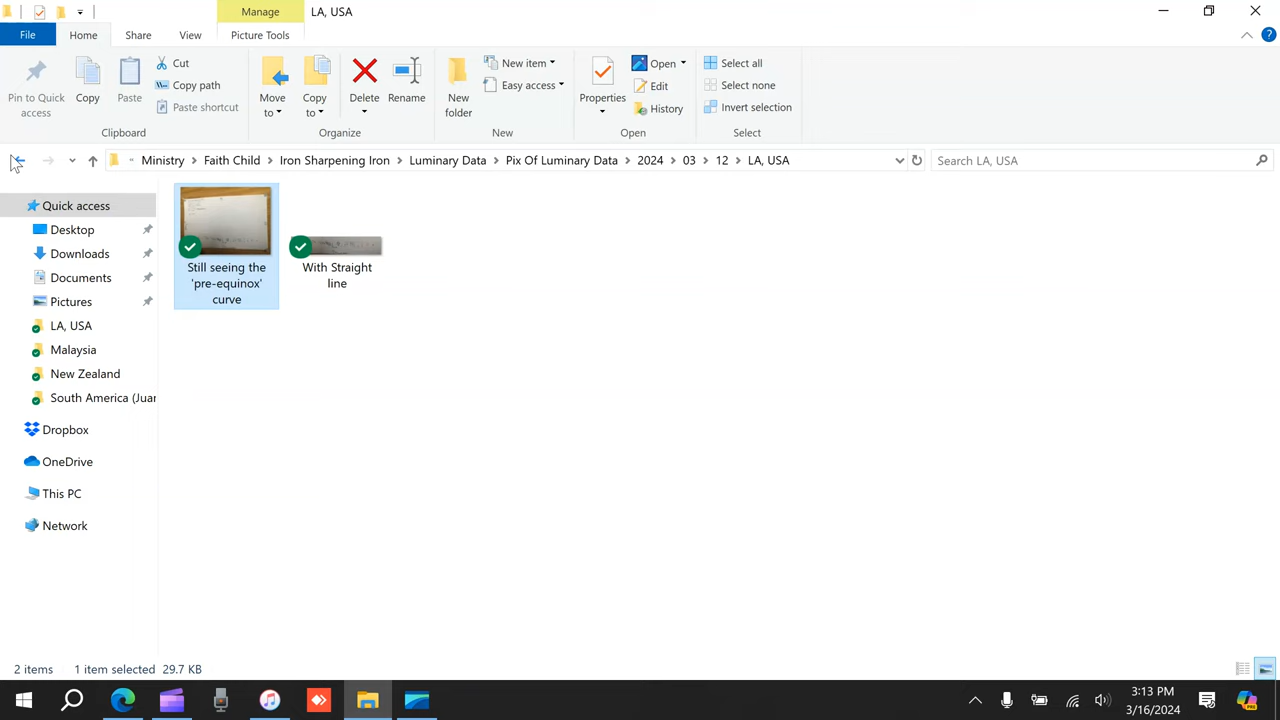 Manage
LA, USA
File
Home
Share
View
Picture Tools
Pin to Quick
access
Copy
Paste
Cut
Copy path
Paste shortcut
Clipboard
Move
to
Copy
to
Delete
Rename
Organize
New
folder
New item
Easy access
New
Properties
Open
Edit
History
Open
Select all
Select none
Invert selection
Select
Ministry
Faith Child
Iron Sharpening Iron
Luminary Data
Pix Of Luminary Data
2024
03
12
LA, USA
Search LA, USA
Quick access
Desktop
Downloads
Documents
Pictures
LA, USA
Malaysia
New Zealand
South America (Juar
Dropbox
OneDrive
This PC
Network
Still seeing the
'pre-equinox'
curve
With Straight
line
2 items
1 item selected
29.7 KB
3:13 PM
3/16/2024